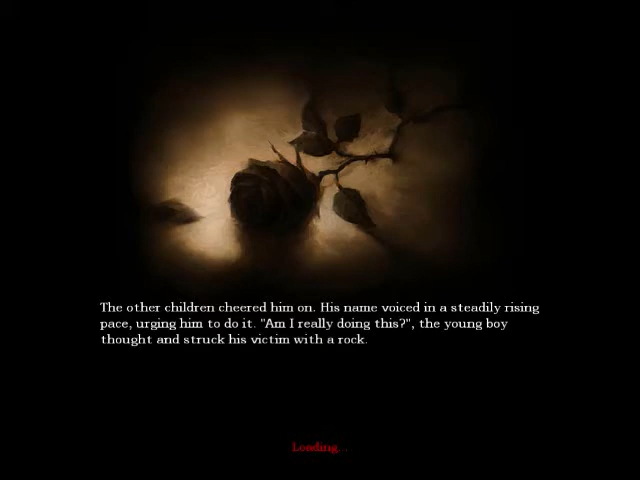 The other children cheered him on. His name voiced in a steadily rising
pace, urging him to do it. "Am I really doing this?", the young boy
thought and struck his victim with a rock.
Loading...